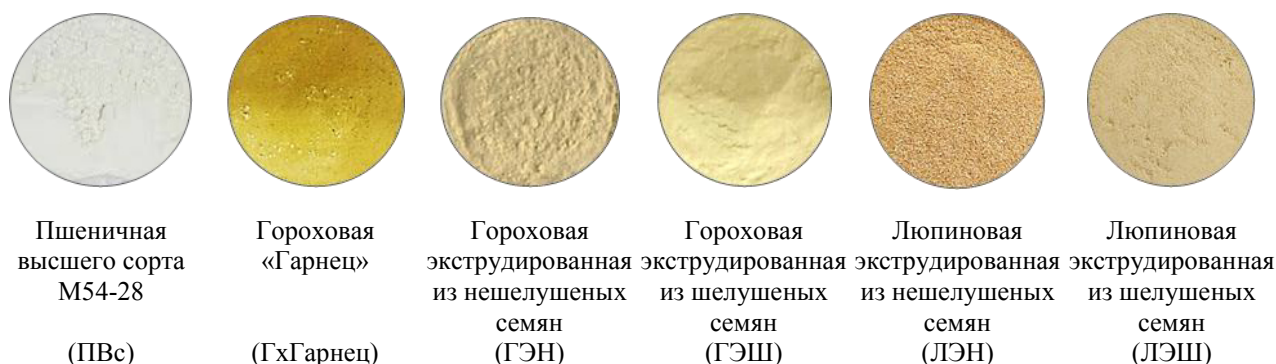 Пшеничная
высшего сорта
М54-28
(ПВс)
Гороховая
«Гарнец»
(ГхГарнец)
Гороховая
экструдированная
из нешелушеных
семян
(ГЭН)
Гороховая
экструдированная
из шелушеных
семян
(ГЭШ)
Люпиновая
экструдированная
из нешелушеных
семян
(ЛЭН)
Люпиновая
экструдированная
из шелушеных
семян
(ЛЭШ)